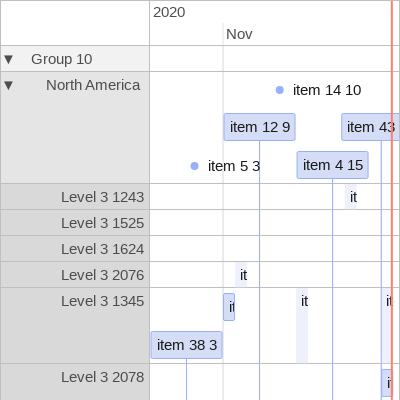 2020
Nov
▼ Group 10
▼ North America
item 14 10
item 12 9
item 43
item 5 3
item 4 15
Level 3 1243
it
Level 3 1525
Level 3 1624
Level 3 2076
it
Level 3 1345
it
it
it
item 38 3
Level 3 2078